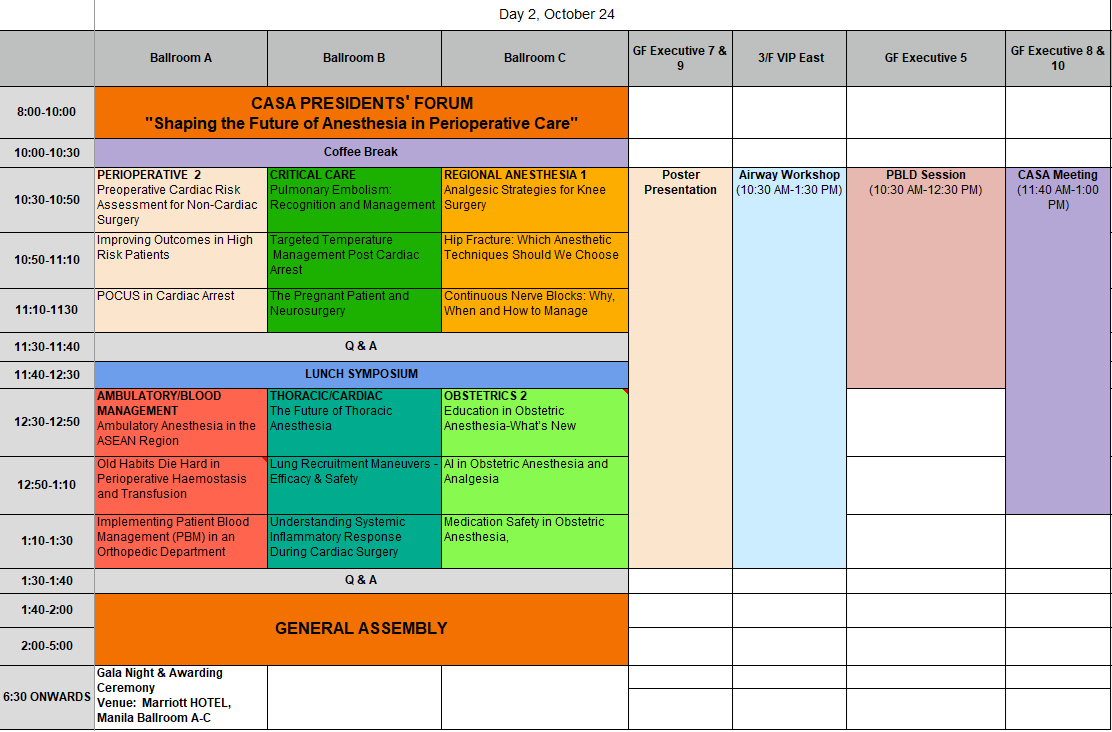 Day 2, October 24
Ballroom A
Ballroom B
Ballroom C
GF Executive 7 &
9
3/F VIP East
GF Executive 5
GF Executive 8 &
10
8:00-10:00
CASA PRESIDENTS' FORUM
"Shaping the Future of Anesthesia in Perioperative Care"
10:00-10:30
Coffee Break
10:30-10:50
PERIOPERATIVE 2
Preoperative Cardiac Risk
Assessment for Non-Cardiac
Surgery
CRITICAL CARE
Pulmonary Embolism:
Recognition and Management
REGIONAL ANESTHESIA 1
Analgesic Strategies for Knee
Surgery
Poster
Presentation
Airway Workshop
(10:30 AM-1:30 PM)
PBLD Session
(10:30 AM-12:30 PM)
CASA Meeting
(11:40 AM-1:00
PM)
10:50-11:10
Improving Outcomes in High
Risk Patients
Targeted Temperature
Management Post Cardiac
Arrest
Hip Fracture: Which Anesthetic
Techniques Should We Choose
11:10-1130
POCUS in Cardiac Arrest
The Pregnant Patient and
Neurosurgery
Continuous Nerve Blocks: Why,
When and How to Manage
11:30-11:40
Q & A
11:40-12:30
LUNCH SYMPOSIUM
12:30-12:50
AMBULATORY/BLOOD
MANAGEMENT
Ambulatory Anesthesia in the
ASEAN Region
THORACIC/CARDIAC
The Future of Thoracic
Anesthesia
OBSTETRICS 2
Education in Obstetric
Anesthesia-What's New
12:50-1:10
Old Habits Die Hard in
Perioperative Haemostasis
and Transfusion
Lung Recruitment Maneuvers -
Efficacy & Safety
AI in Obstetric Anesthesia and
Analgesia
1:10-1:30
Implementing Patient Blood
Management (PBM) in an
Orthopedic Department
Understanding Systemic
Inflammatory Response
During Cardiac Surgery
Medication Safety in Obstetric
Anesthesia,
1:30-1:40
Q & A
1:40-2:00
GENERAL ASSEMBLY
2:00-5:00
6:30 ONWARDS
Gala Night & Awarding
Ceremony
Venue: Marriott HOTEL,
Manila Ballroom A-C